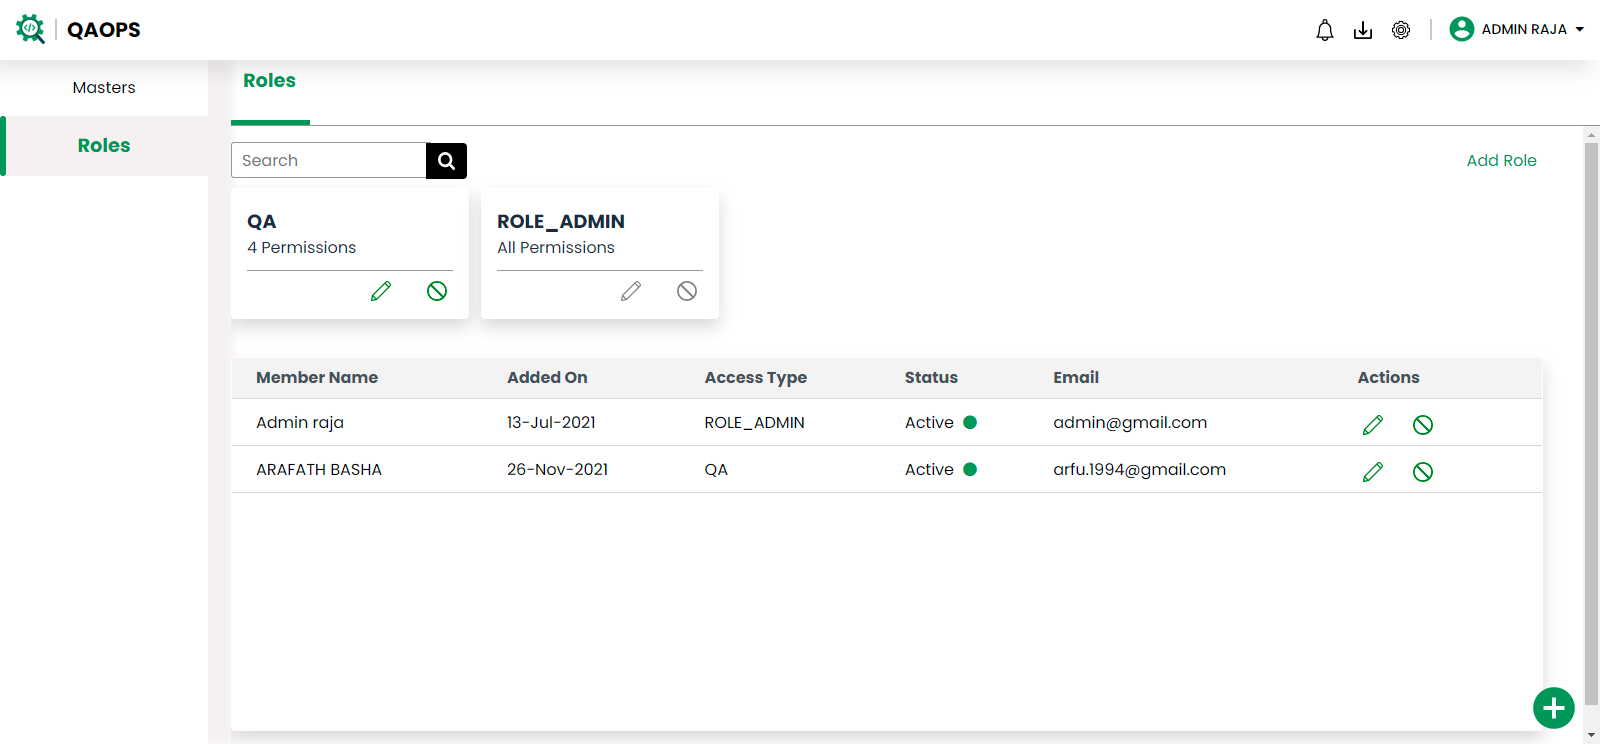 QAOPS
ADMIN RAJA
Masters
Roles
Roles
Search
Add Role
QA
4 Permissions
ROLE_ADMIN
All Permissions
Member Name Added On Access Type Status Email Actions
Admin raja 13-Jul-2021 ROLE_ADMIN Active admin@gmail.com
ARAFATH BASHA 26-Nov-2021 QA Active arfu.1994@gmail.com